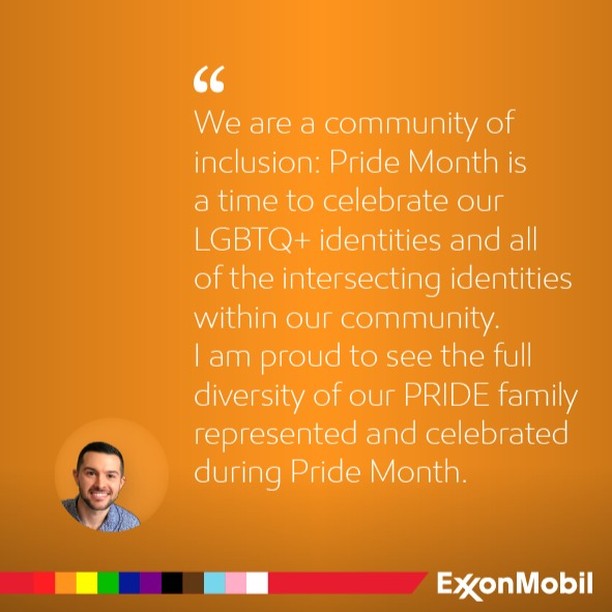 “
We are a community of
inclusion: Pride Month is
a time to celebrate our
LGBTQ+ identities and all
of the intersecting identities
within our community.
I am proud to see the full
diversity of our PRIDE family
represented and celebrated
during Pride Month.
ExxonMobil